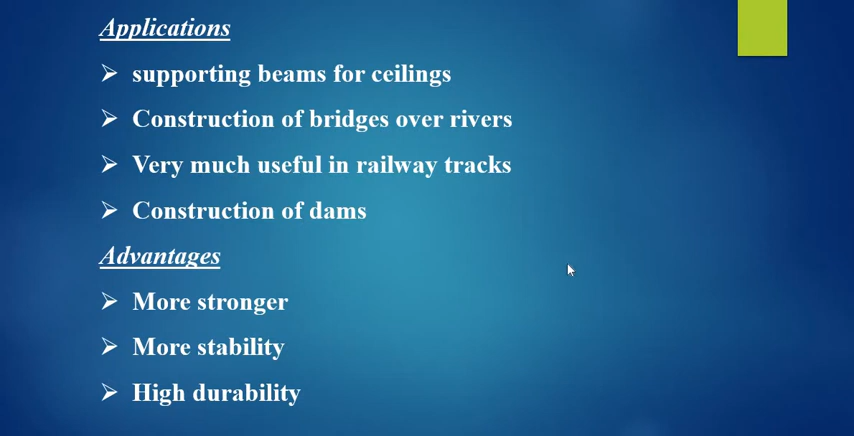 Applications
➢ supporting beams for ceilings
➢ Construction of bridges over rivers
➢ Very much useful in railway tracks
➢ Construction of dams
Advantages
➢ More stronger
➢ More stability
➢ High durability